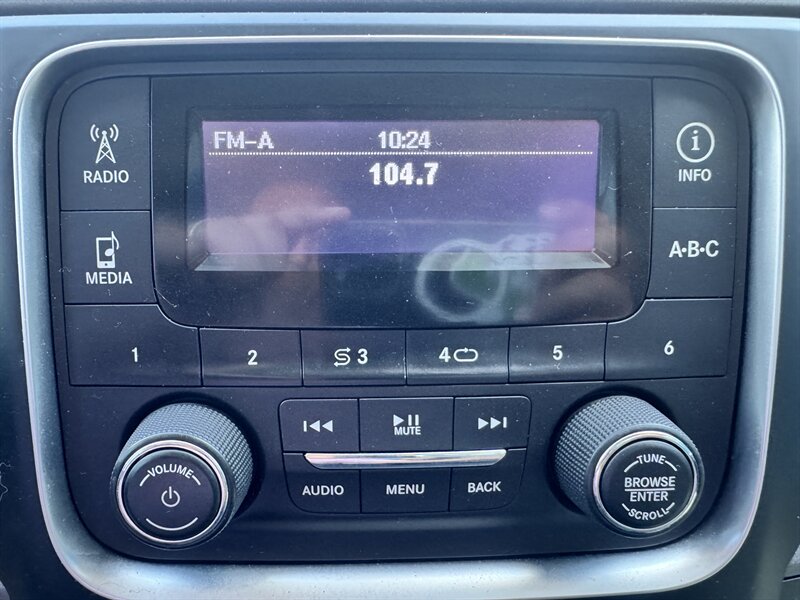 FM-A 10:24
104.7
RADIO
i
INFO
MEDIA
A•B•C
1 2 3 4 5 6
MUTE
VOLUME
AUDIO MENU BACK
TUNE
BROWSE
ENTER
SCROLL